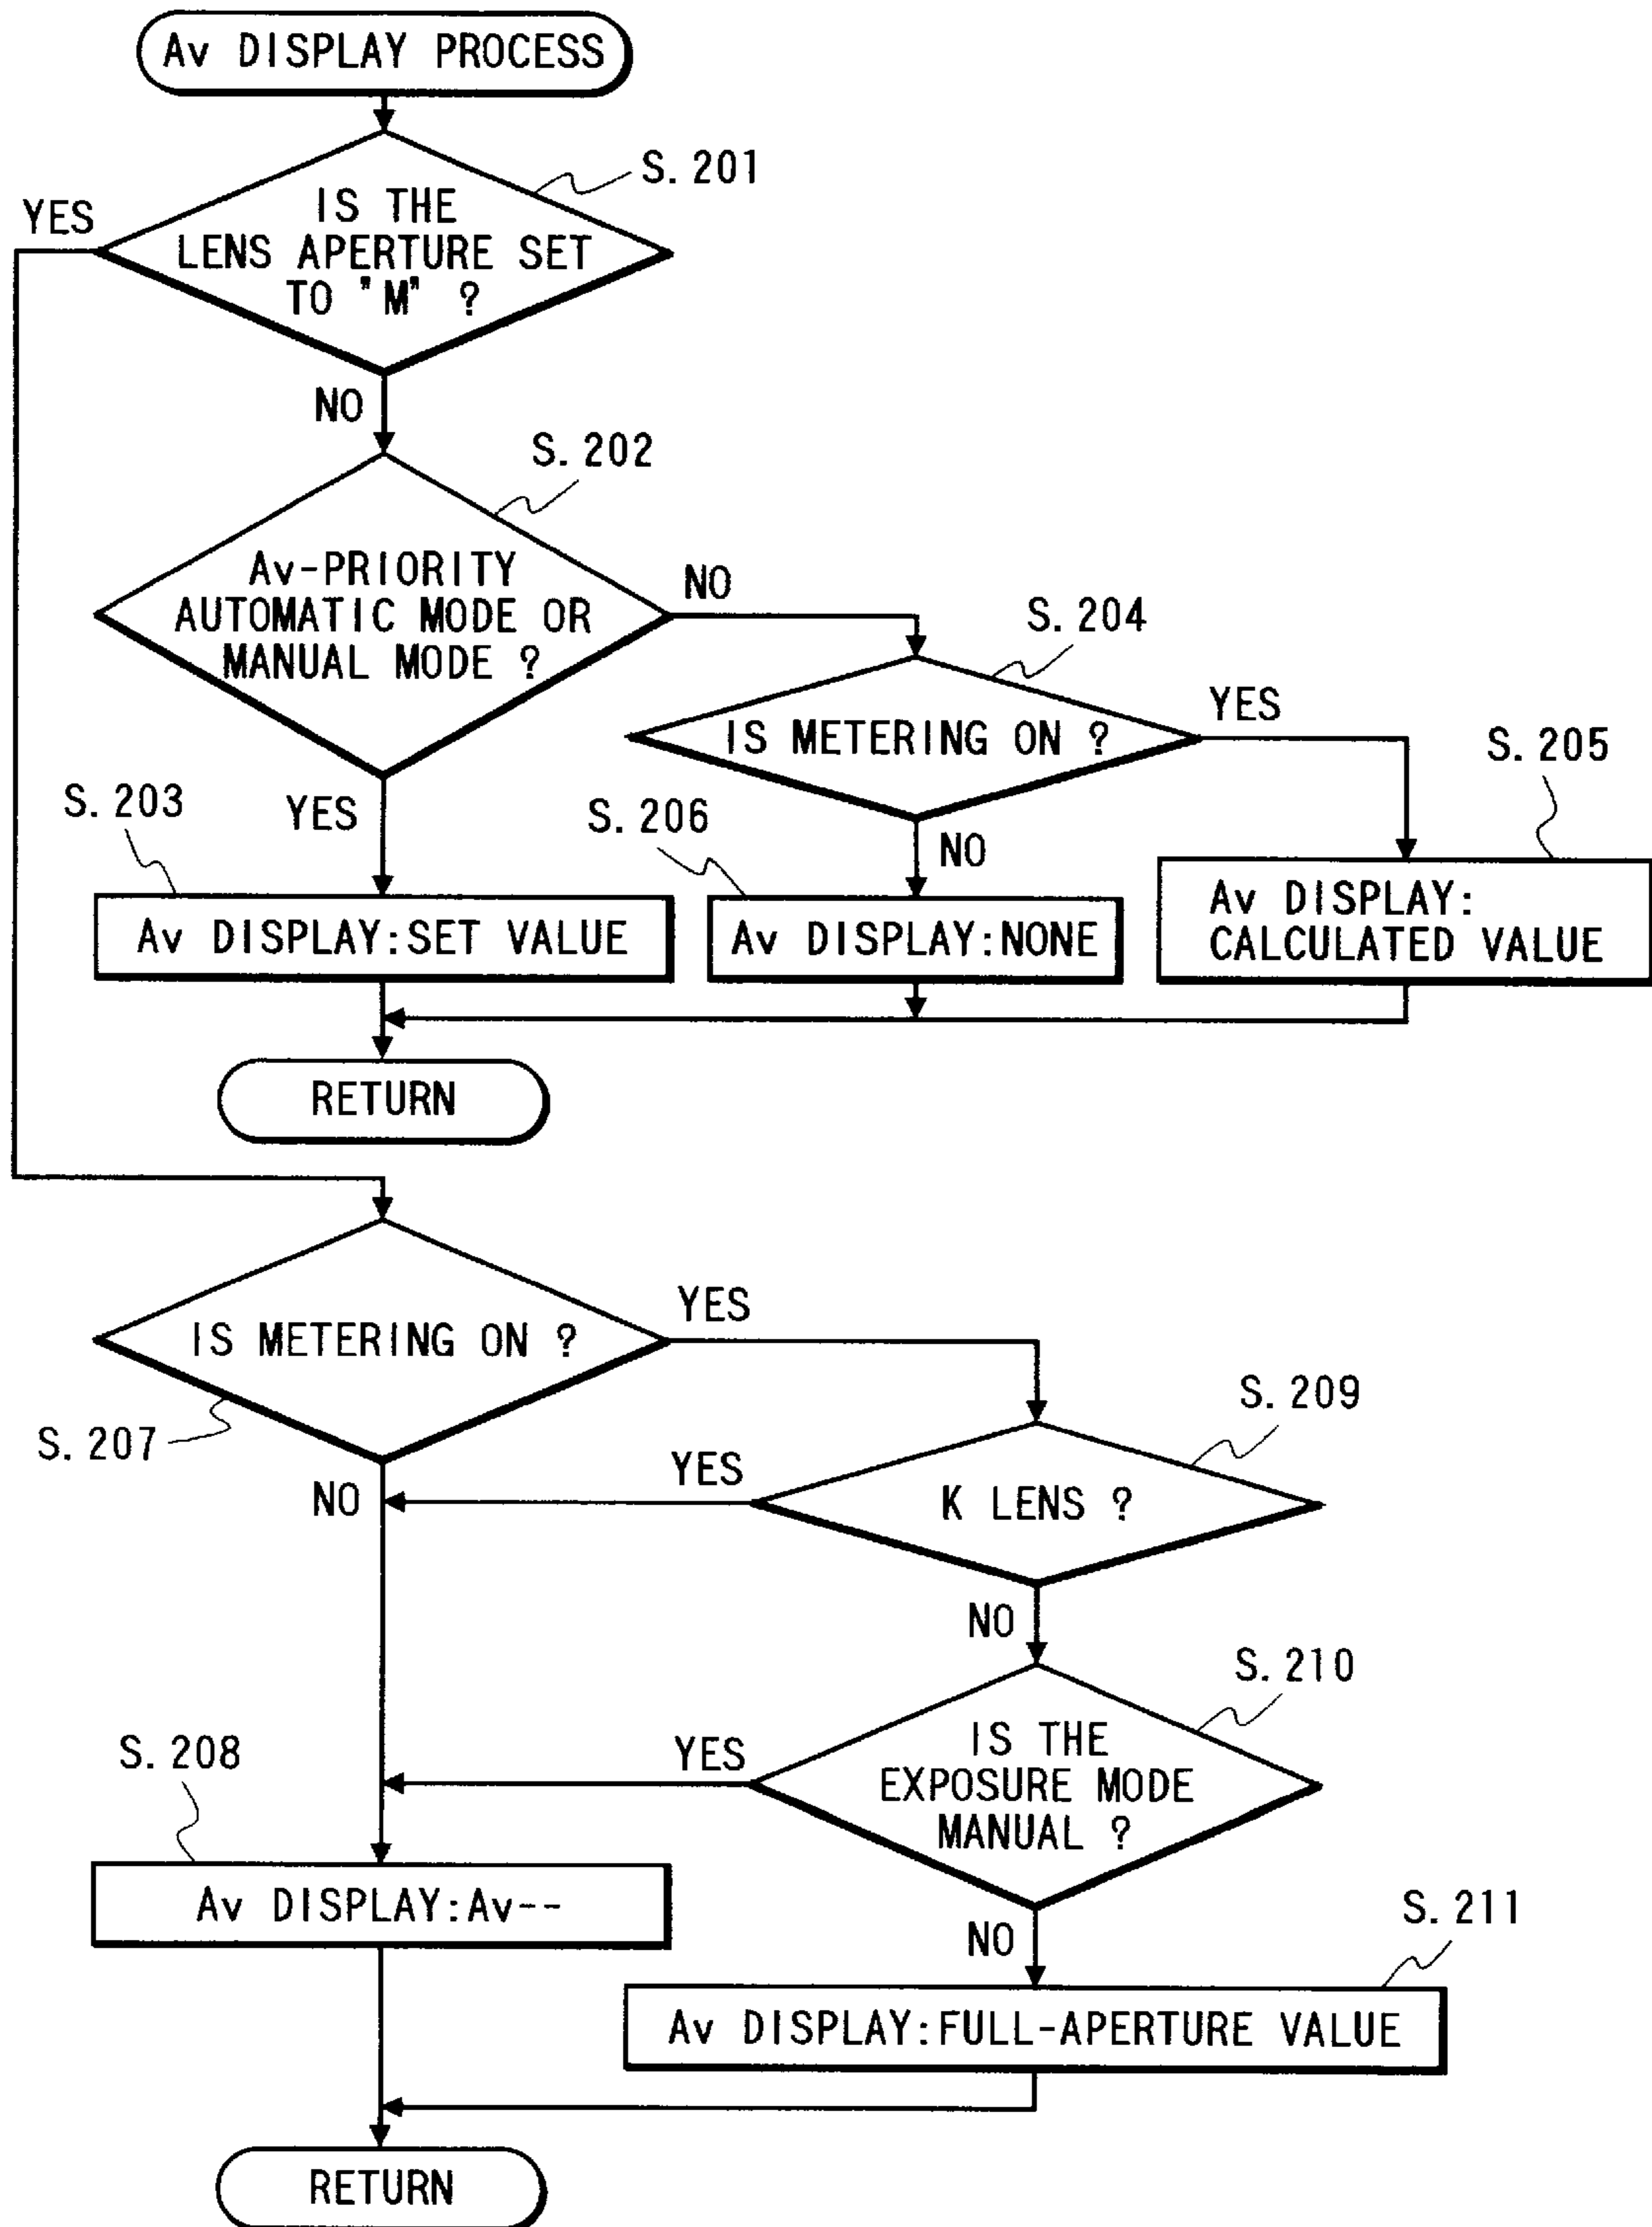 Av DISPLAY PROCESS
S. 201
YES
IS THE
LENS APERTURE SET
TO "M" ?
NO
S. 202
Av-PRIORITY
AUTOMATIC MODE OR
MANUAL MODE ?
NO
S. 204
IS METERING ON ?
YES
S. 205
S. 203
YES
S. 206
NO
Av DISPLAY:SET VALUE
Av DISPLAY:NONE
Av DISPLAY:
CALCULATED VALUE
RETURN
IS METERING ON ?
YES
S. 207
S. 209
NO
YES
K LENS ?
NO
S. 210
S. 208
YES
IS THE
EXPOSURE MODE
MANUAL ?
Av DISPLAY:Av--
NO
S. 211
Av DISPLAY:FULL-APERTURE VALUE
RETURN